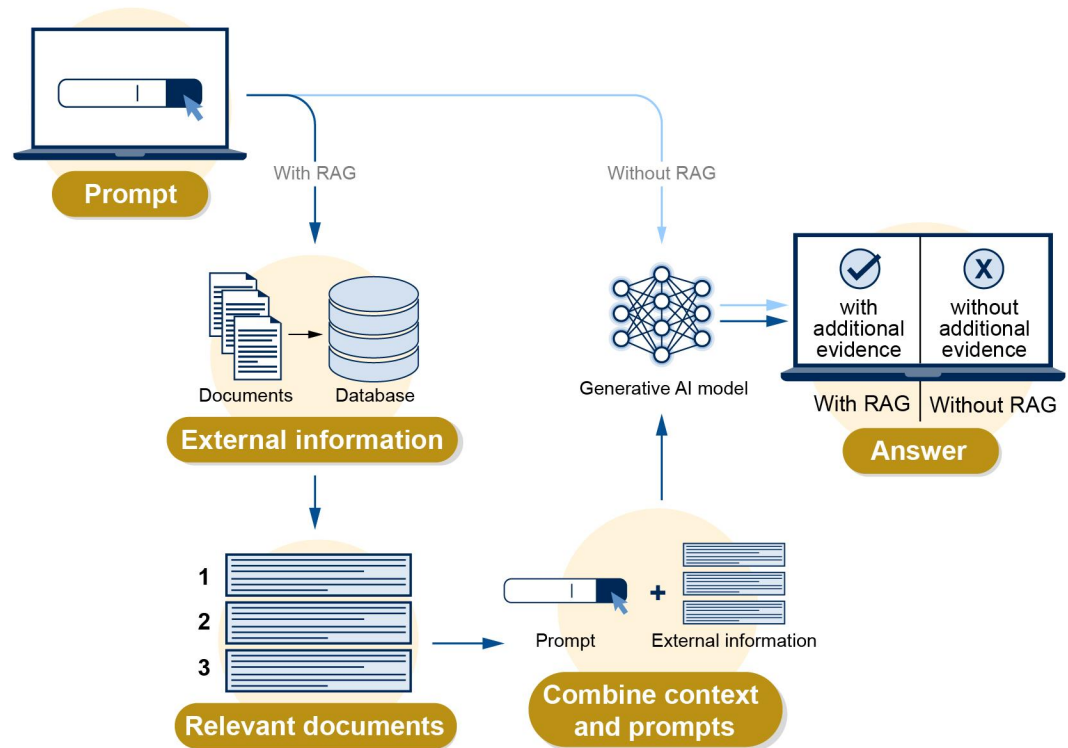 Prompt
With RAG
Without RAG
Documents
Database
External information
1
2
3
Relevant documents
Prompt
+
External information
Combine context
and prompts
Generative AI model
with
additional
evidence
X
without
additional
evidence
With RAG
Without RAG
Answer